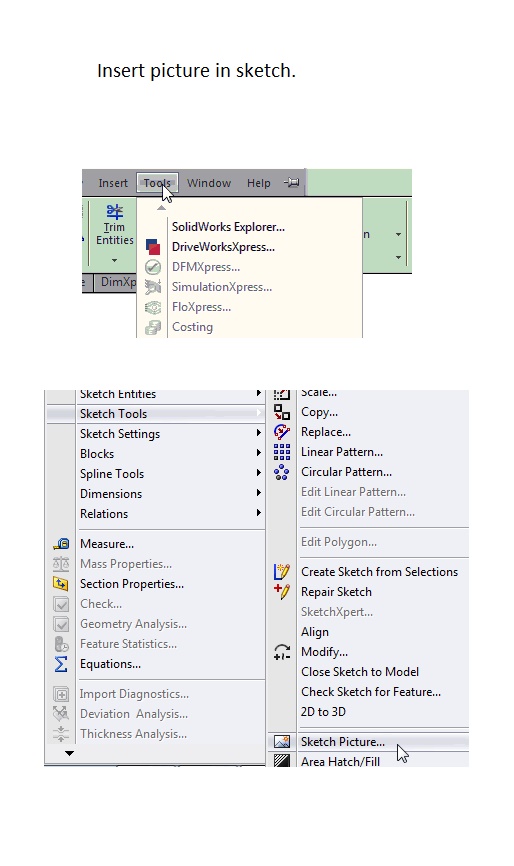 Insert picture in sketch.
Insert Tools Window Help
Trim
Entities
SolidWorks Explorer...
DriveWorksXpress...
DFMXpress...
SimulationXpress...
FloXpress...
Costing
n
e DimXp
Sketch Entities
Sketch Tools
Sketch Settings
Blocks
Spline Tools
Dimensions
Relations
Measure...
Mass Properties...
Section Properties...
Check...
Geometry Analysis...
Feature Statistics...
Equations...
Import Diagnostics...
Deviation Analysis...
Thickness Analysis...
Scale...
Copy...
Replace...
Linear Pattern...
Circular Pattern...
Edit Linear Pattern...
Edit Circular Pattern...
Edit Polygon...
Create Sketch from Selections
Repair Sketch
SketchXpert...
Align
Modify...
Close Sketch to Model
Check Sketch for Feature...
2D to 3D
Sketch Picture...
Area Hatch/Fill